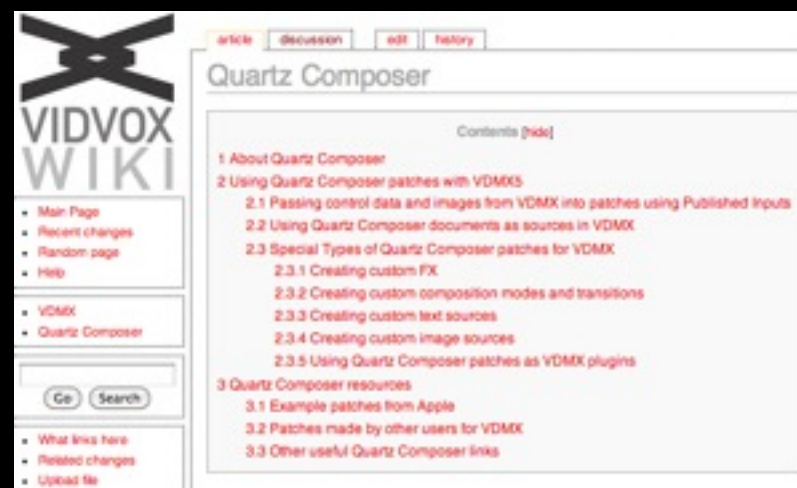 VIDVOX
WIKI
Main Page
Recent changes
Random page
Help
VDMX
Quartz Composer
Go Search
What links here
Related changes
Upload file
article discussion edit history
Quartz Composer
Contents [hide]
1 About Quartz Composer
2 Using Quartz Composer patches with VDMX5
2.1 Passing control data and images from VDMX into patches using Published Inputs
2.2 Using Quartz Composer documents as sources in VDMX
2.3 Special Types of Quartz Composer patches for VDMX
2.3.1 Creating custom FX
2.3.2 Creating custom composition modes and transitions
2.3.3 Creating custom text sources
2.3.4 Creating custom image sources
2.3.5 Using Quartz Composer patches as VDMX plugins
3 Quartz Composer resources
3.1 Example patches from Apple
3.2 Patches made by other users for VDMX
3.3 Other useful Quartz Composer links